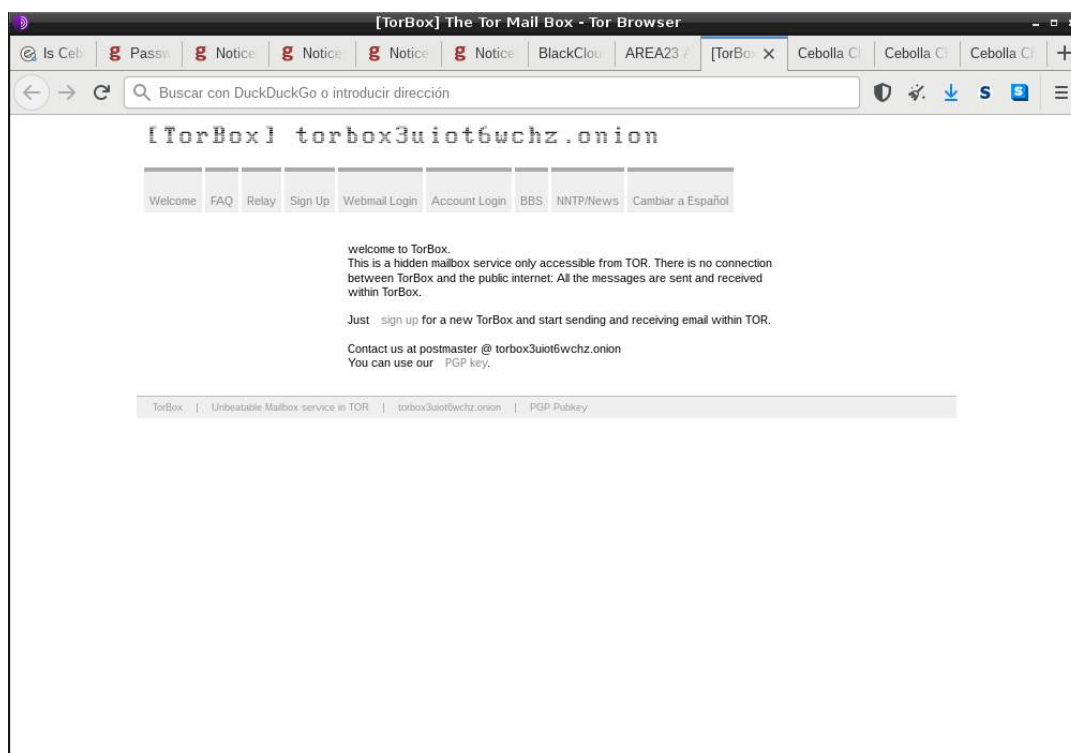 [TorBox] The Tor Mail Box - Tor Browser
Is Ceb Passw Notice Notice Notice Notice BlackClou AREA23 [TorBo Cebolla C Cebolla C Cebolla C
Buscar con DuckDuckGo o introducir dirección
[TorBox] torbox3uiot6wchz.onion
Welcome FAQ Relay Sign Up Webmail Login Account Login BBS NNTP/News Cambiar a Español
welcome to TorBox.
This is a hidden mailbox service only accessible from TOR. There is no connection
between TorBox and the public internet: All the messages are sent and received
within TorBox.
Just sign up for a new TorBox and start sending and receiving email within TOR.
Contact us at postmaster @ torbox3uiot6wchz.onion
You can use our PGP key.
TorBox | Unbeatable Mailbox service in TOR | torbox3uiot6wchz.onion | PGP Pubkey